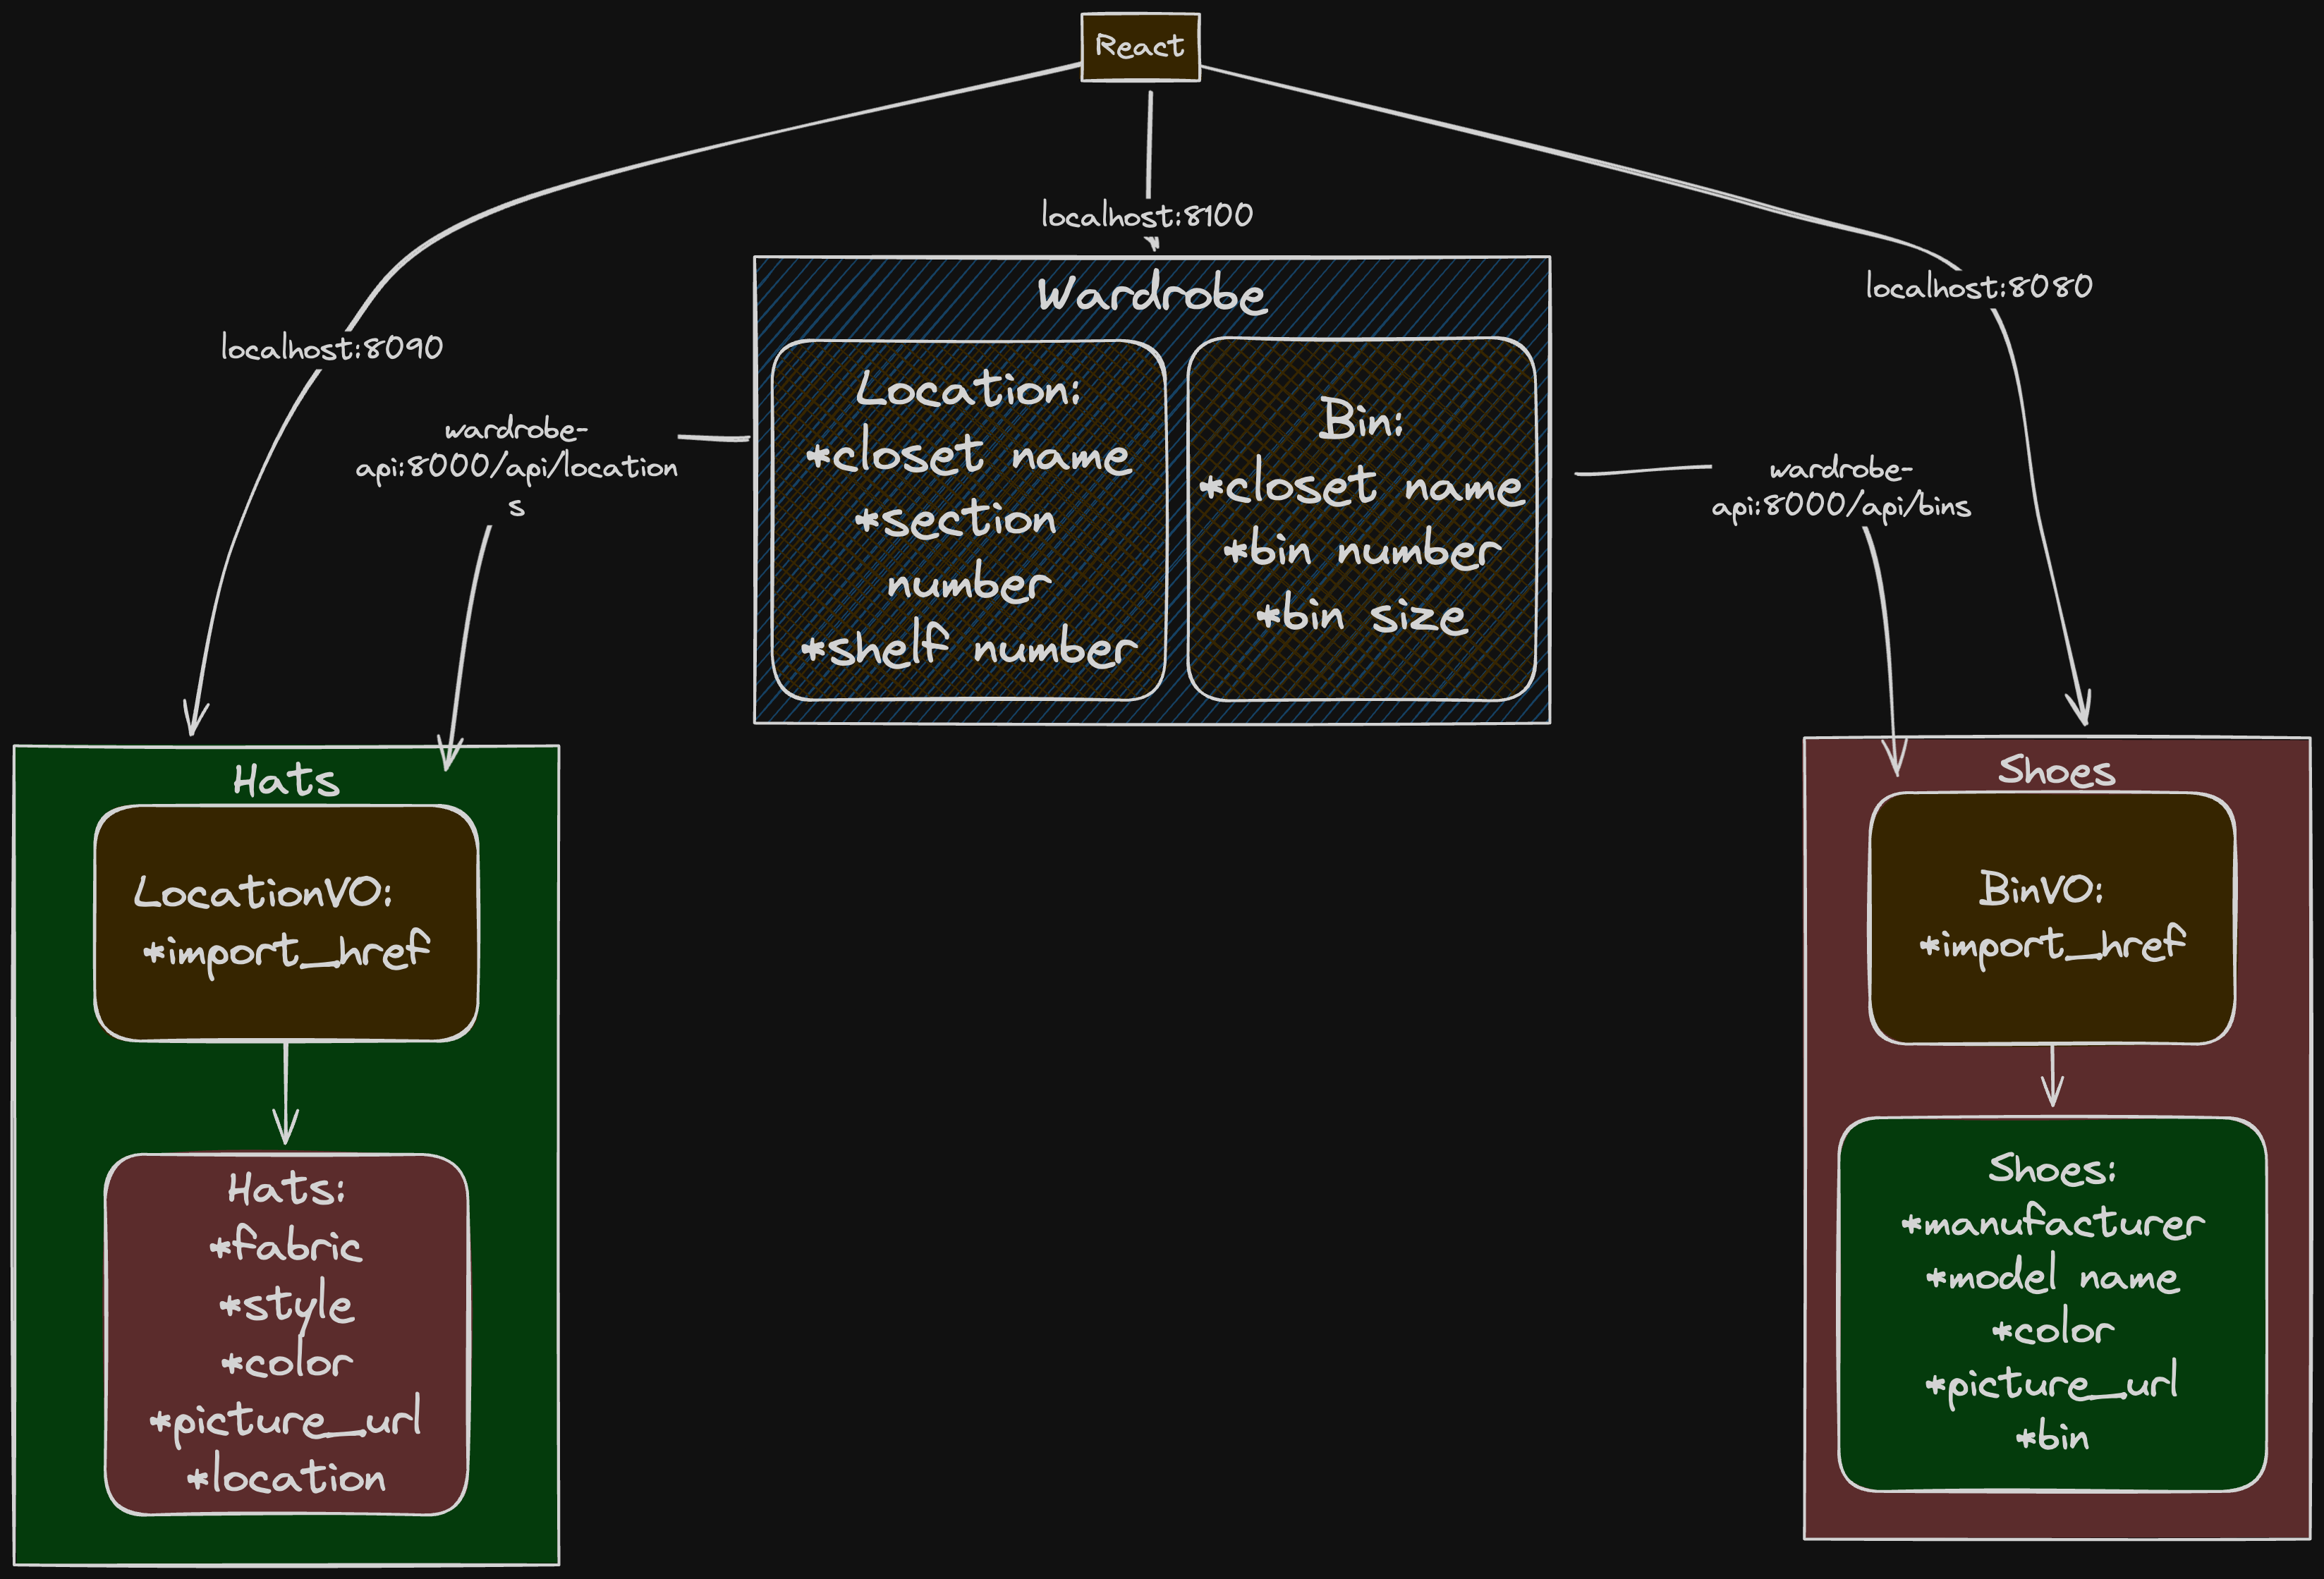 React
localhost:8100
localhost:8080
localhost:8090
wardrobe-
api:8000/api/location
s
Wardrobe
Location:
*closet name
*section
number
*shelf number
Bin:
*closet name
*bin number
*bin size
wardrobe-
api:8000/api/bins
Hats
LocationVO:
*import_href
Hats:
*fabric
*style
*color
*picture_url
*location
Shoes
BinVO:
*import_href
Shoes:
*manufacturer
*model name
*color
*picture_url
*bin